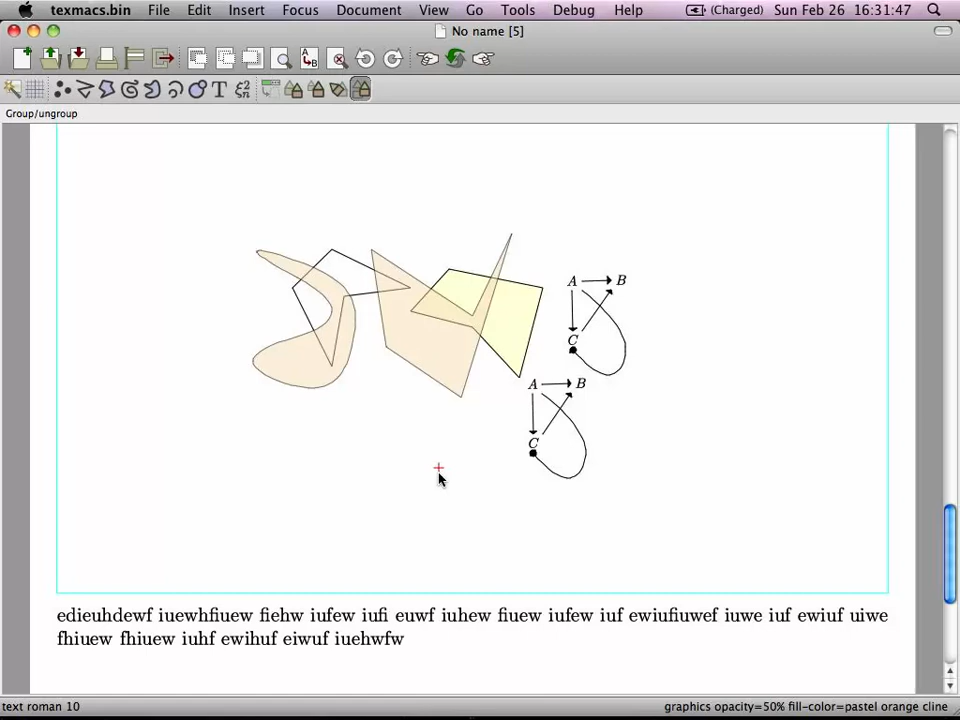 texmacs.bin File Edit Insert Focus Document View Go Tools Debug Help (Charged) Sun Feb 26 16:31:47
No name [5]
Group/ungroup
A B
C
A B
C
edieuhdewf iuewhfiuew fiehw iufew iufi euwf iuhew fiuew iufew iuf ewiufiuwef iuwe iuf ewiuf uiwe
fhiuew fhiuew iuhf ewihuf eiwuf iuehwfw
text roman 10 graphics opacity=50% fill-color=pastel orange cline